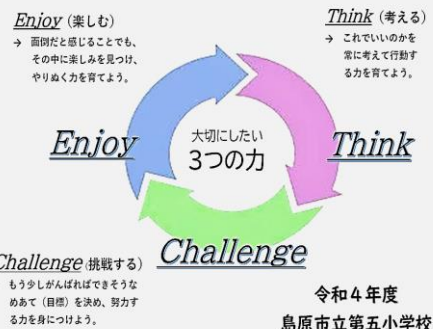 Enjoy (楽しむ)
→ 面倒だと感じることでも、
その中に楽しみを見つけ、
やりぬく力を育てよう。
Think (考える)
→ これでいいのかを
常に考えて行動す
る力を育てよう。
Enjoy
大切にしたい
3つの力
Think
Challenge
Challenge (挑戦する)
もう少しがんばればできそうな
めあて（目標）を決め、努力す
る力を身につけよう。
令和4年度
島原市立第五小学校